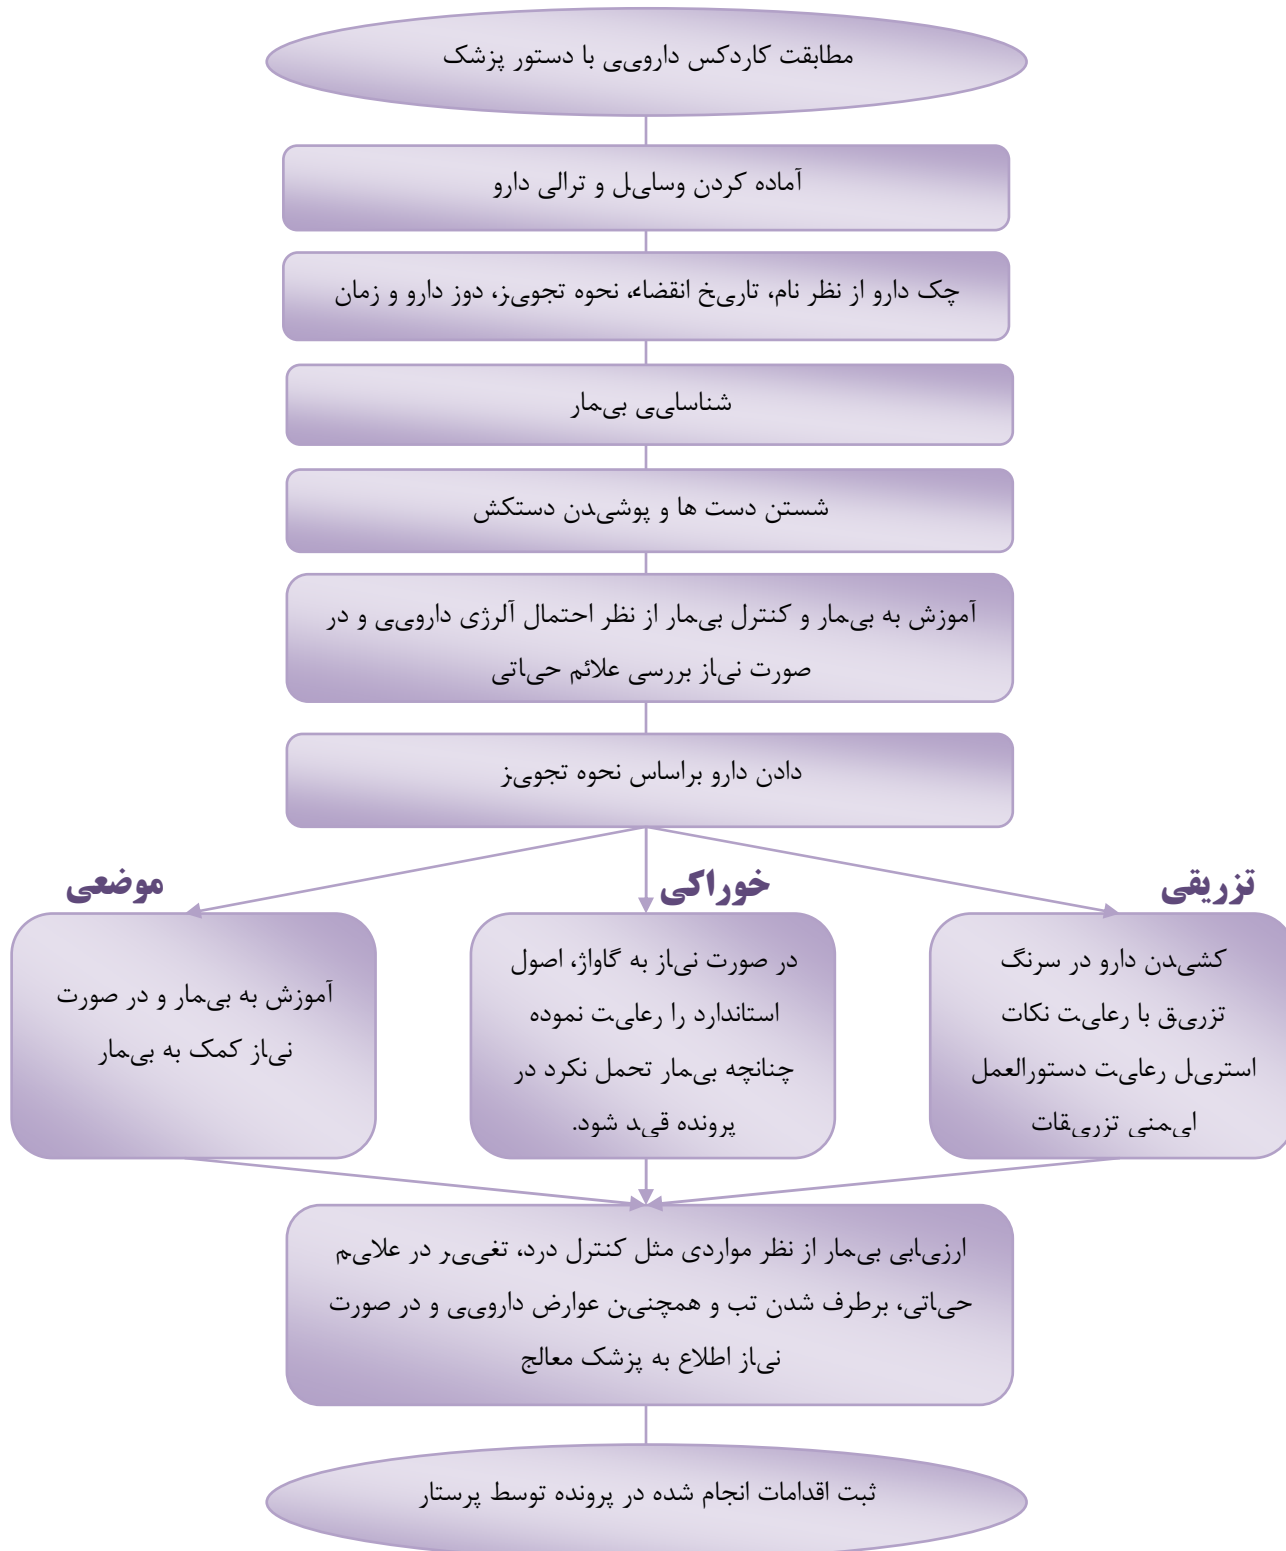 مطابقت کاردکس دارویی با دستور پزشک
آماده کردن وسایل و ترالی دارو
چک دارو از نظر نام، تاریخ انقضاء، نحوه تجویز، دوز دارو و زمان
شناسایی بیمار
شستن دست ها و پوشیدن دستکش
آموزش به بیمار و کنترل بیمار از نظر احتمال آلرژی دارویی و در
صورت نیاز بررسی علائم حیاتی
دادن دارو براساس نحوه تجویز
تزریقی
کشیدن دارو در سرنگ
تزریق با رعایت نکات
استریل رعایت دستورالعمل
ایمنی تزریقات
خوراکی
در صورت نیاز به گاواژ، اصول
استاندارد را رعایت نموده
چنانچه بیمار تحمل نکرد در
پرونده قید شود.
موضعی
آموزش به بیمار و در صورت
نیاز کمک به بیمار
ارزیابی بیمار از نظر مواردی مثل کنترل درد، تغییر در علایم
حیاتی، برطرف شدن تب و همچنین عوارض دارویی و در صورت
نیاز اطلاع به پزشک معالج
ثبت اقدامات انجام شده در پرونده توسط پرستار